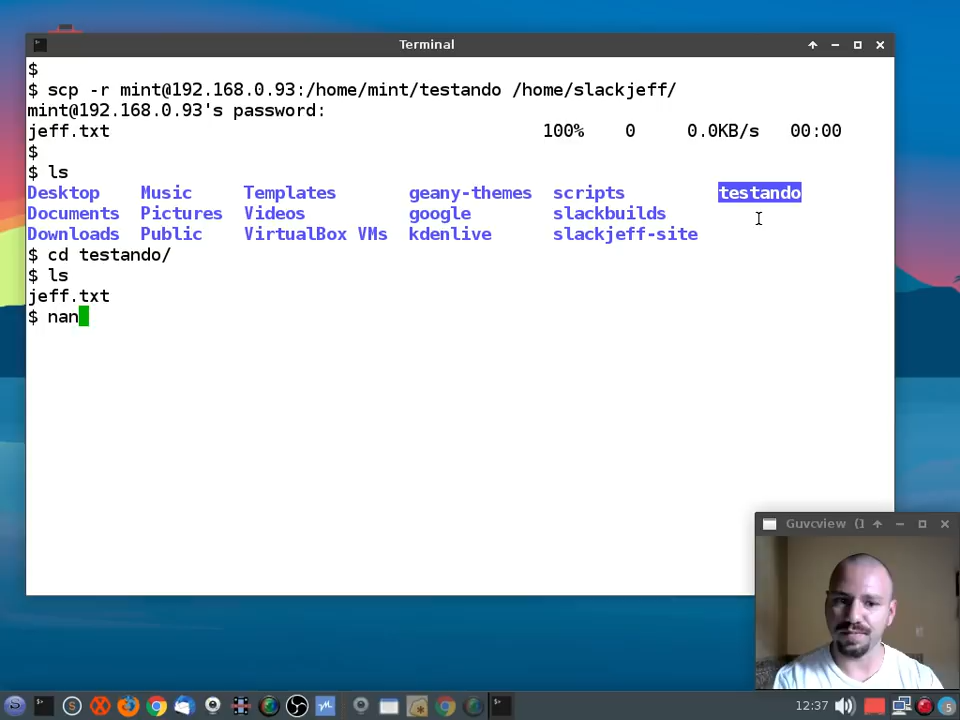 Terminal
$
$ scp -r mint@192.168.0.93:/home/mint/testando /home/slackjeff/
mint@192.168.0.93's password:
jeff.txt 100% 0 0.0KB/s 00:00
$
$ ls
Desktop Music Templates geany-themes scripts testando
Documents Pictures Videos google slackbuilds
Downloads Public VirtualBox VMs kdenlive slackjeff-site
$ cd testando/
$ ls
jeff.txt
$ nan
Guvcview (1
12:37